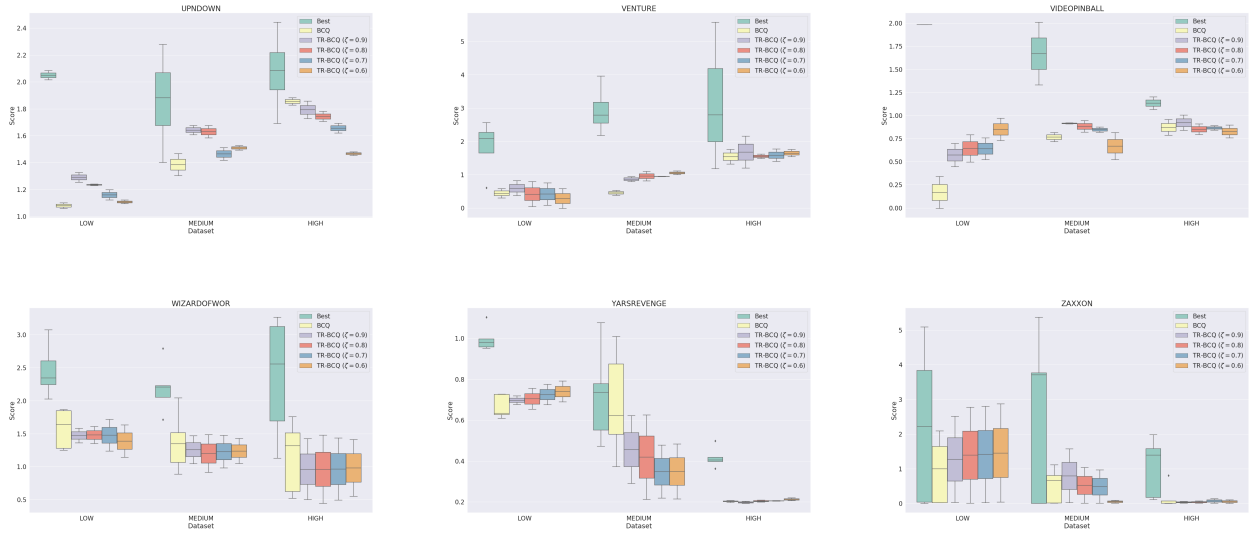 UPNDOWN
Score
2.4
2.2
2.0
1.8
1.6
1.4
1.2
1.0
Best
BCQ
TR-BCQ (ζ = 0.9)
TR-BCQ (ζ = 0.8)
TR-BCQ (ζ = 0.7)
TR-BCQ (ζ = 0.6)
LOW MEDIUM HIGH
Dataset
VENTURE
Score
5
4
3
2
1
0
Best
BCQ
TR-BCQ (ζ = 0.9)
TR-BCQ (ζ = 0.8)
TR-BCQ (ζ = 0.7)
TR-BCQ (ζ = 0.6)
LOW MEDIUM HIGH
Dataset
VIDEOPINBALL
Score
2.00
1.75
1.50
1.25
1.00
0.75
0.50
0.25
0.00
Best
BCQ
TR-BCQ (ζ = 0.9)
TR-BCQ (ζ = 0.8)
TR-BCQ (ζ = 0.7)
TR-BCQ (ζ = 0.6)
LOW MEDIUM HIGH
Dataset
WIZARDOFWOR
Score
3.0
2.5
2.0
1.5
1.0
0.5
Best
BCQ
TR-BCQ (ζ = 0.9)
TR-BCQ (ζ = 0.8)
TR-BCQ (ζ = 0.7)
TR-BCQ (ζ = 0.6)
LOW MEDIUM HIGH
Dataset
YARSREVENGE
Score
1.0
0.8
0.6
0.4
0.2
Best
BCQ
TR-BCQ (ζ = 0.9)
TR-BCQ (ζ = 0.8)
TR-BCQ (ζ = 0.7)
TR-BCQ (ζ = 0.6)
LOW MEDIUM HIGH
Dataset
ZAXXON
Score
5
4
3
2
1
0
Best
BCQ
TR-BCQ (ζ = 0.9)
TR-BCQ (ζ = 0.8)
TR-BCQ (ζ = 0.7)
TR-BCQ (ζ = 0.6)
LOW MEDIUM HIGH
Dataset